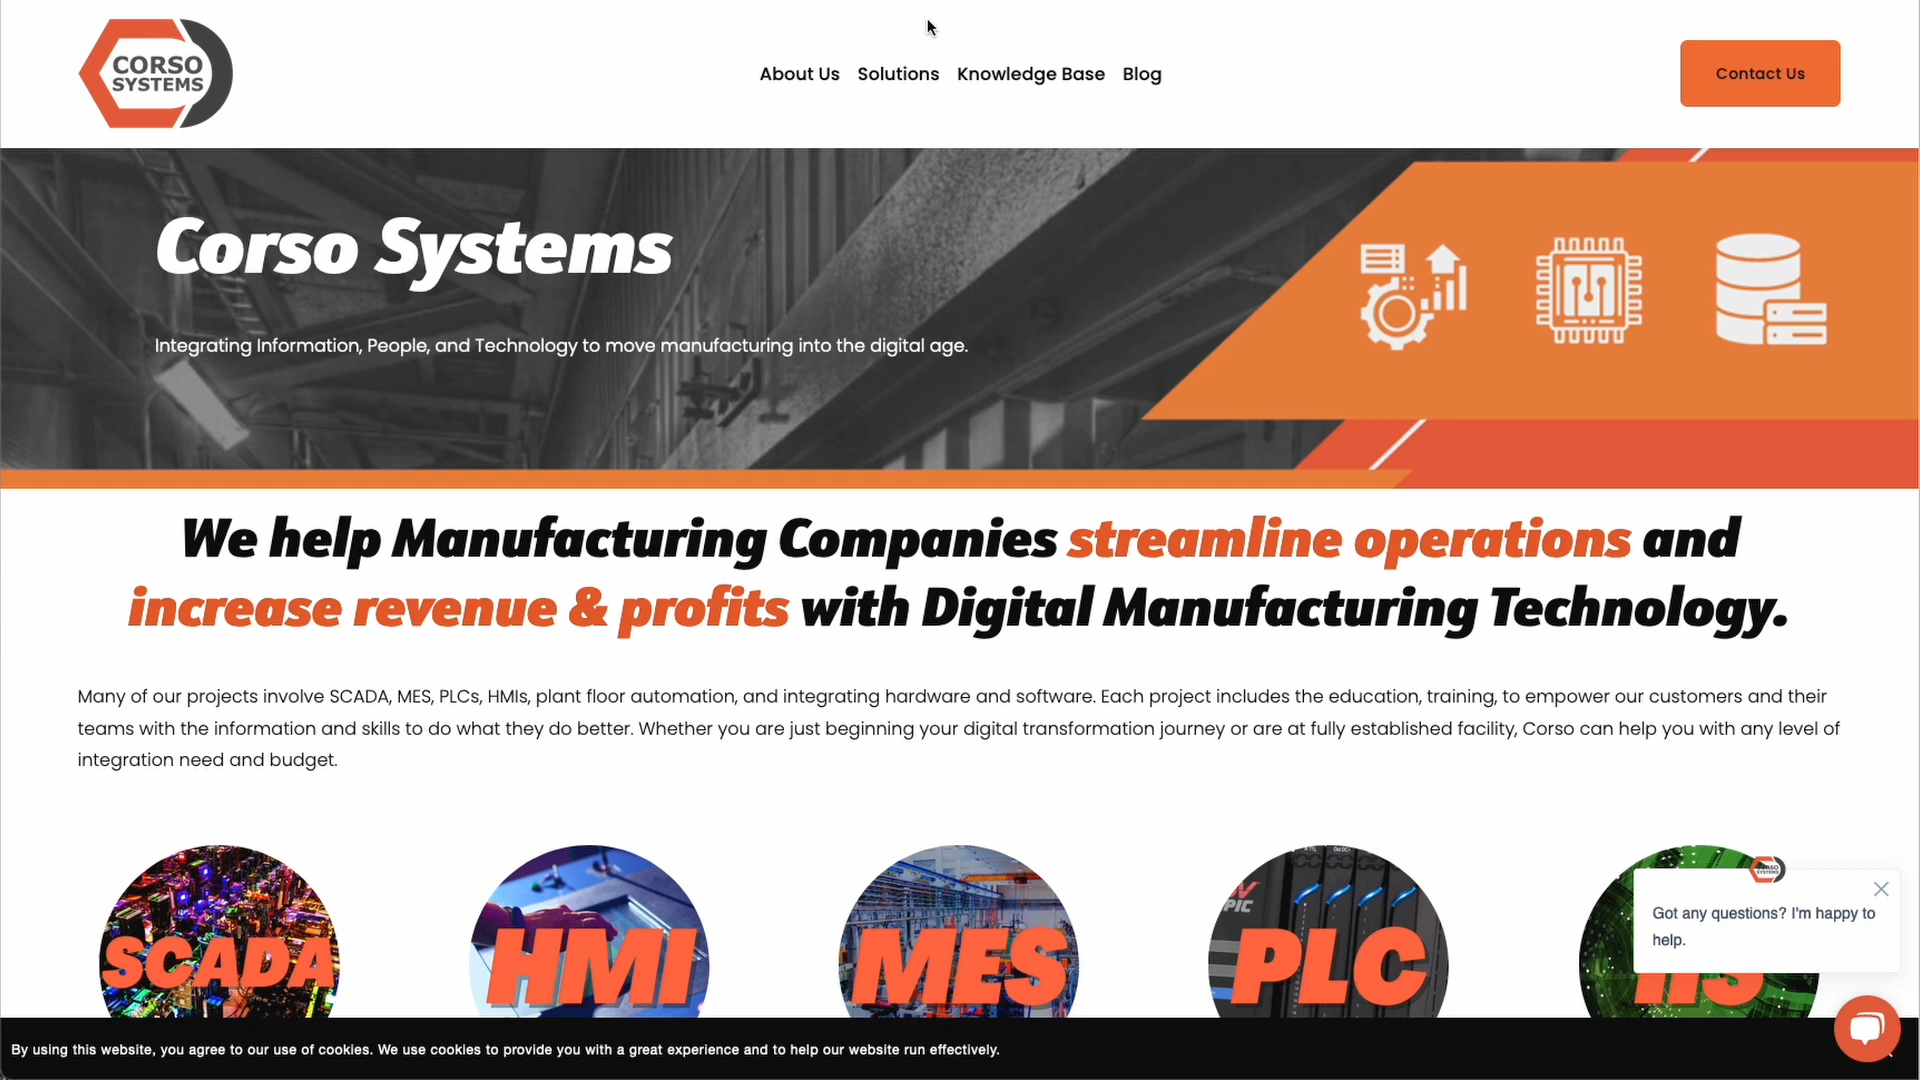 CORSO
SYSTEMS
About Us Solutions Knowledge Base Blog
Contact Us
Corso Systems
Integrating Information, People, and Technology to move manufacturing into the digital age.
We help Manufacturing Companies streamline operations and
increase revenue & profits with Digital Manufacturing Technology.
Many of our projects involve SCADA, MES, PLCs, HMIs, plant floor automation, and integrating hardware and software. Each project includes the education, training, to empower our customers and their
teams with the information and skills to do what they do better. Whether you are just beginning your digital transformation journey or are at fully established facility, Corso can help you with any level of
integration need and budget.
SCADA
HMI
MES
PLC
CORSO
SYSTEMS
Got any questions? I'm happy to
help.
By using this website, you agree to our use of cookies. We use cookies to provide you with a great experience and to help our website run effectively.